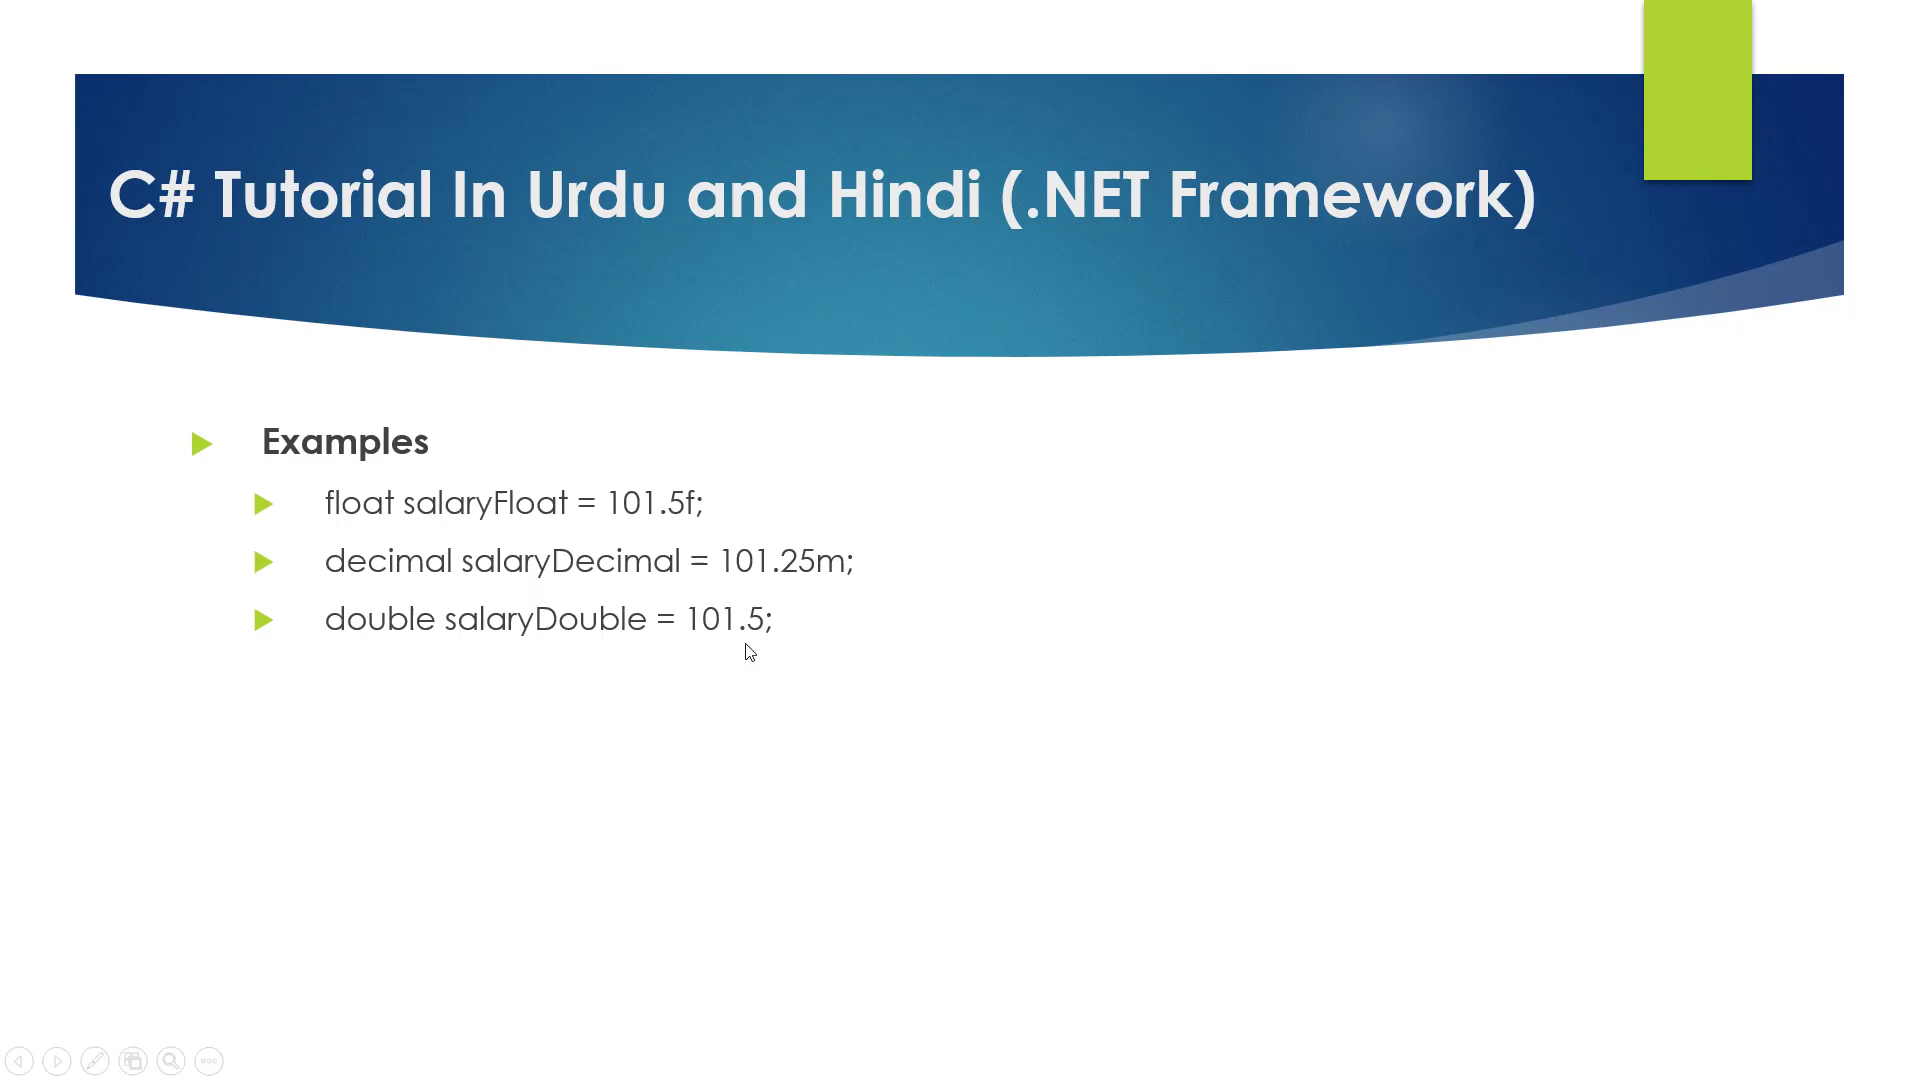 C# Tutorial In Urdu and Hindi (.NET Framework)
Examples
float salaryFloat = 101.5f;
decimal salaryDecimal = 101.25m;
double salaryDouble = 101.5;